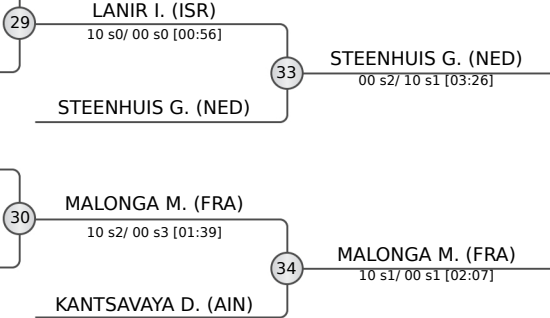 29
LANIR I. (ISR)
10 s0/ 00 s0 [00:56]
33
STEENHUIS G. (NED)
00 s2/ 10 s1 [03:26]
STEENHUIS G. (NED)
30
MALONGA M. (FRA)
10 s2/ 00 s3 [01:39]
34
MALONGA M. (FRA)
10 s1/ 00 s1 [02:07]
KANTSAVAYA D. (AIN)